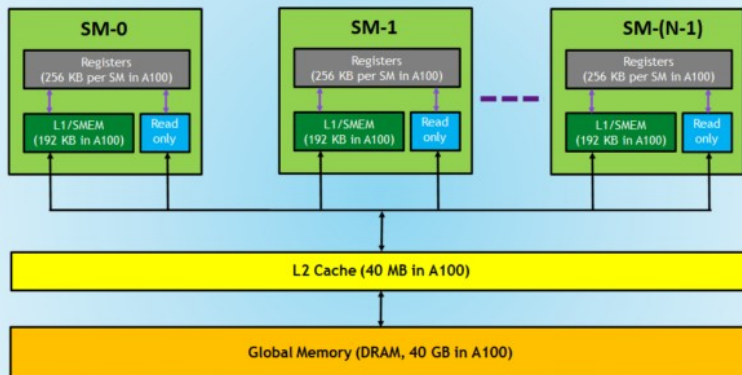 SM-0
Registers
(256 KB per SM in A100)
L1/SMEM
(192 KB in A100)
Read
only
SM-1
Registers
(256 KB per SM in A100)
L1/SMEM
(192 KB in A100)
Read
only
SM-(N-1)
Registers
(256 KB per SM in A100)
L1/SMEM
(192 KB in A100)
Read
only
L2 Cache (40 MB in A100)
Global Memory (DRAM, 40 GB in A100)